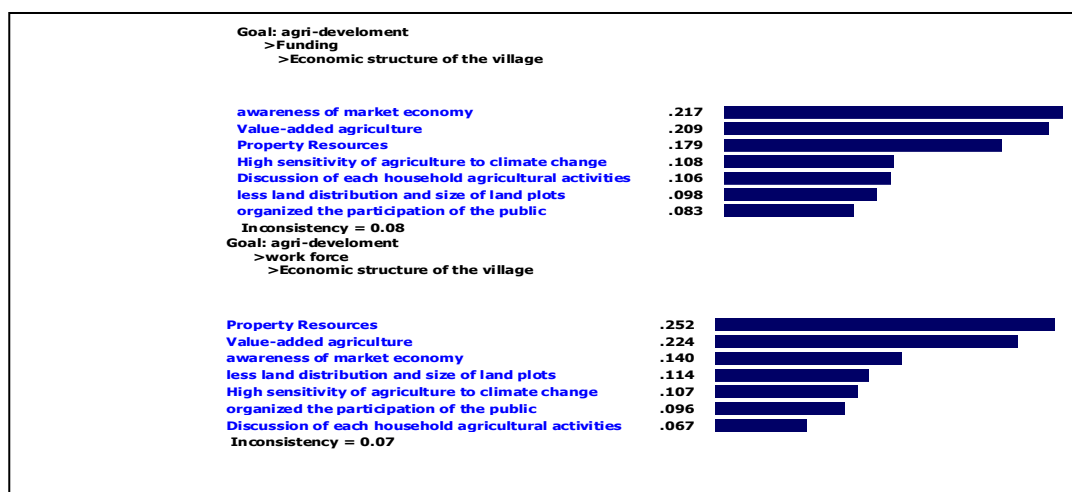 Goal: agri-develoment
>Funding
>Economic structure of the village
awareness of market economy .217
Value-added agriculture .209
Property Resources .179
High sensitivity of agriculture to climate change .108
Discussion of each household agricultural activities .106
less land distribution and size of land plots .098
organized the participation of the public .083
Inconsistency = 0.08
Goal: agri-develoment
>work force
>Economic structure of the village
Property Resources .252
Value-added agriculture .224
awareness of market economy .140
less land distribution and size of land plots .114
High sensitivity of agriculture to climate change .107
organized the participation of the public .096
Discussion of each household agricultural activities .067
Inconsistency = 0.07